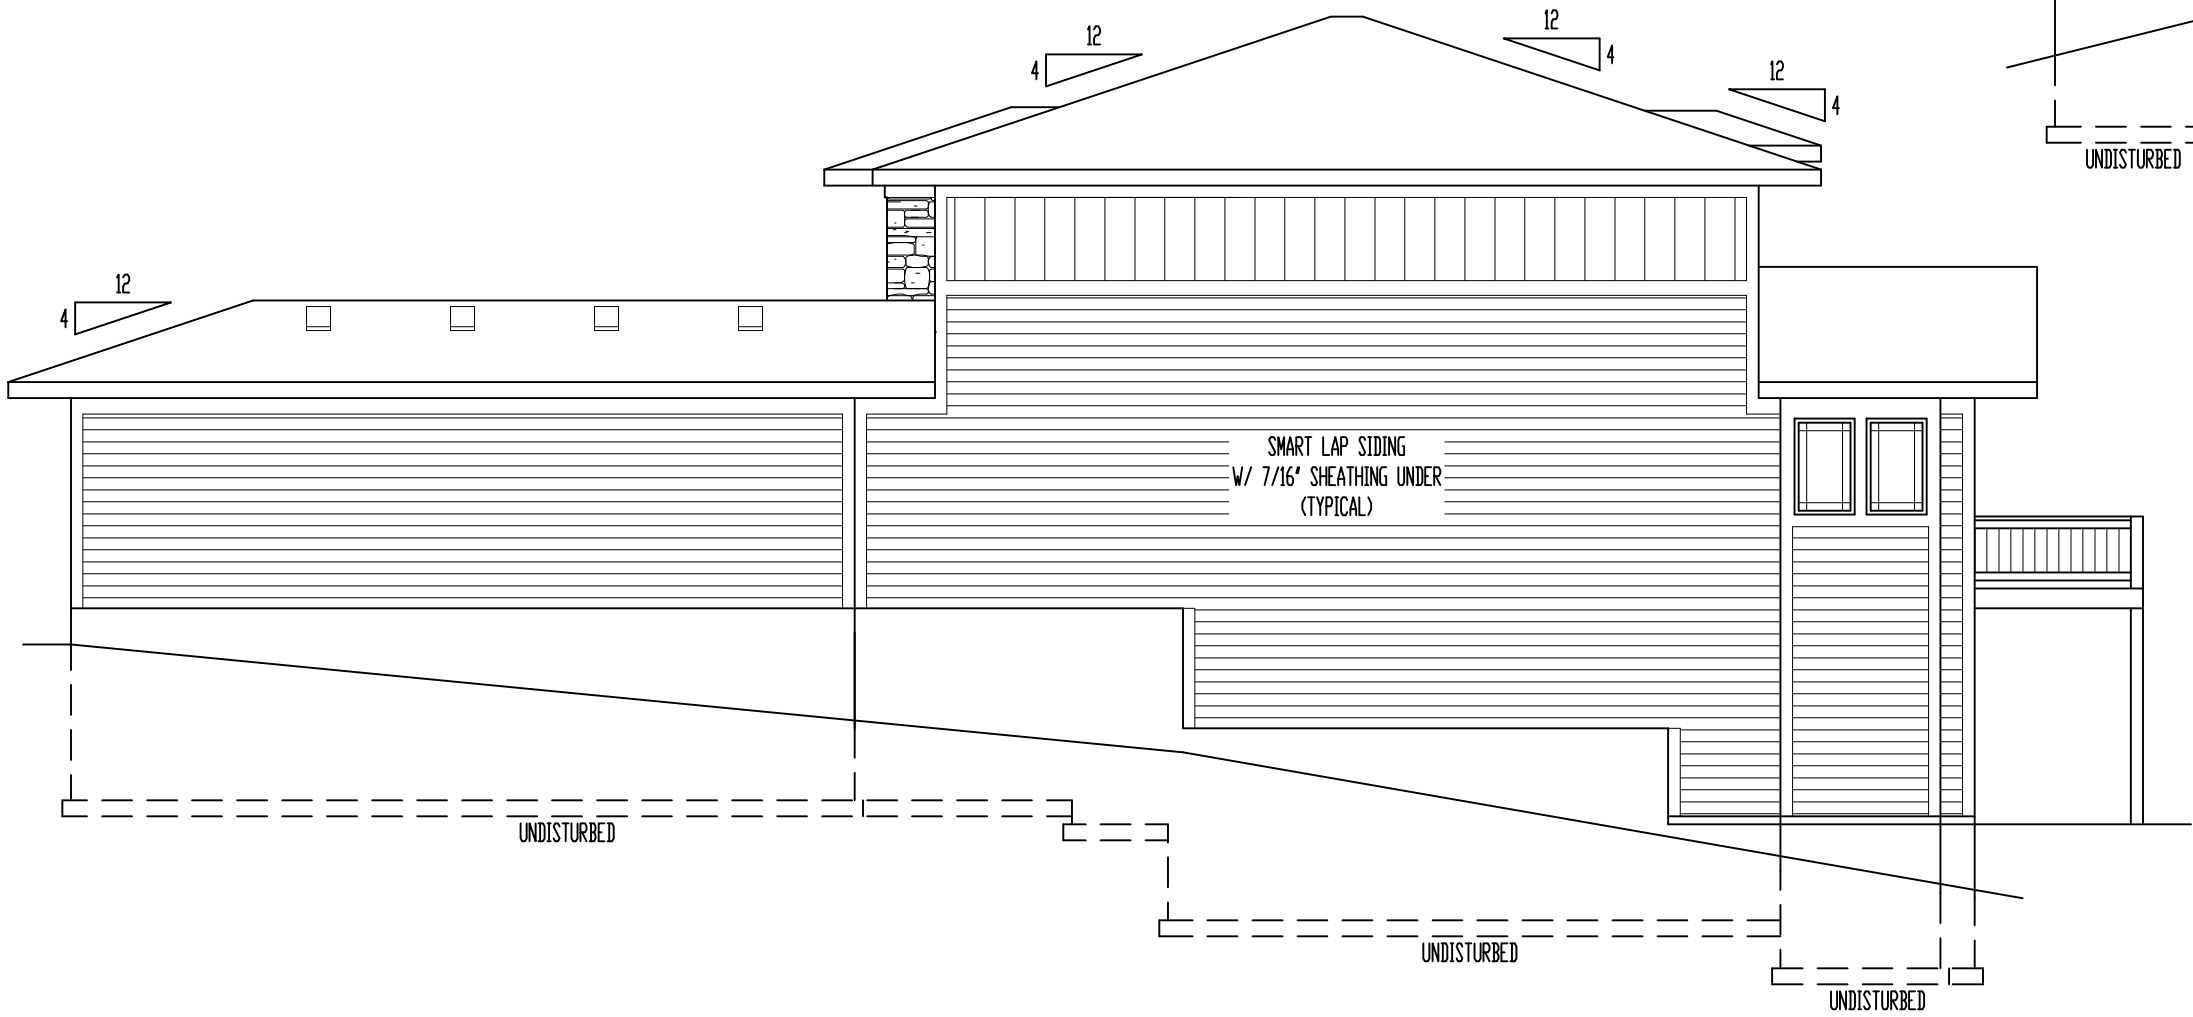 12
4
12
4
12
4
UNDISTURBED
12
4
SMART LAP SIDING
W/ 7/16" SHEATHING UNDER
(TYPICAL)
UNDISTURBED
UNDISTURBED
UNDISTURBED